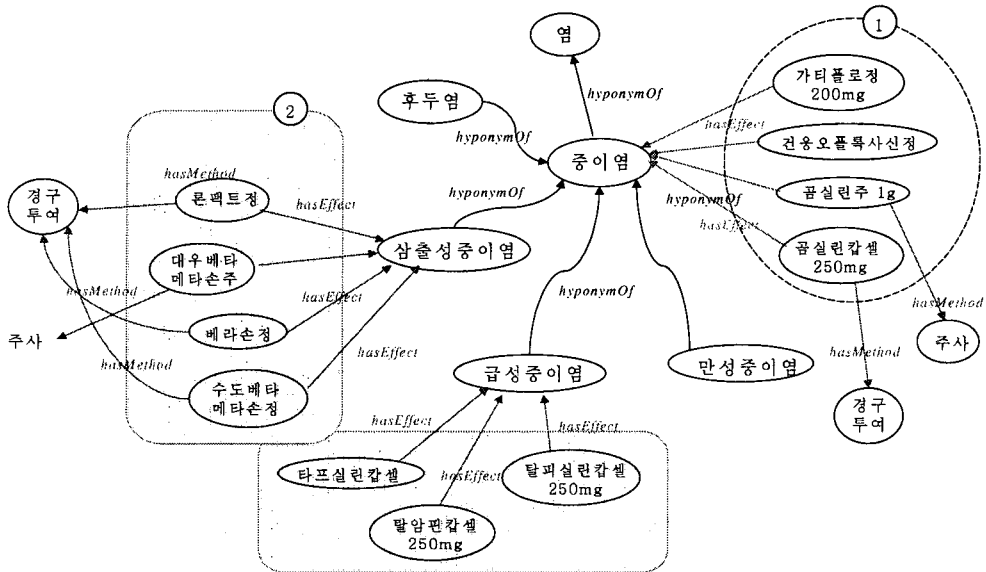 염
1
후두염
hyponymOf
가티플로정
200mg
2
hyponymOf
hasEffect
건웅오플록사신정
중이염
hasMethod
hyponymOf
hyponymOf
곰실린주 1g
경구
투여
론팩트정
hasEffect
hasEffect
삼출성중이염
곰실린캅셀
250mg
대우베타
메타손주
hyponymOf
hasMethod
hasEffect
hasMethod
주사
베라손정
주사
hasMethod
hasEffect
hasMethod
급성중이염
만성중이염
수도베타
메타손정
경구
투여
hasEffect
hasEffect
타프실린캅셀
hasEffect
탈피실린캅셀
250mg
탈암핀캅셀
250mg